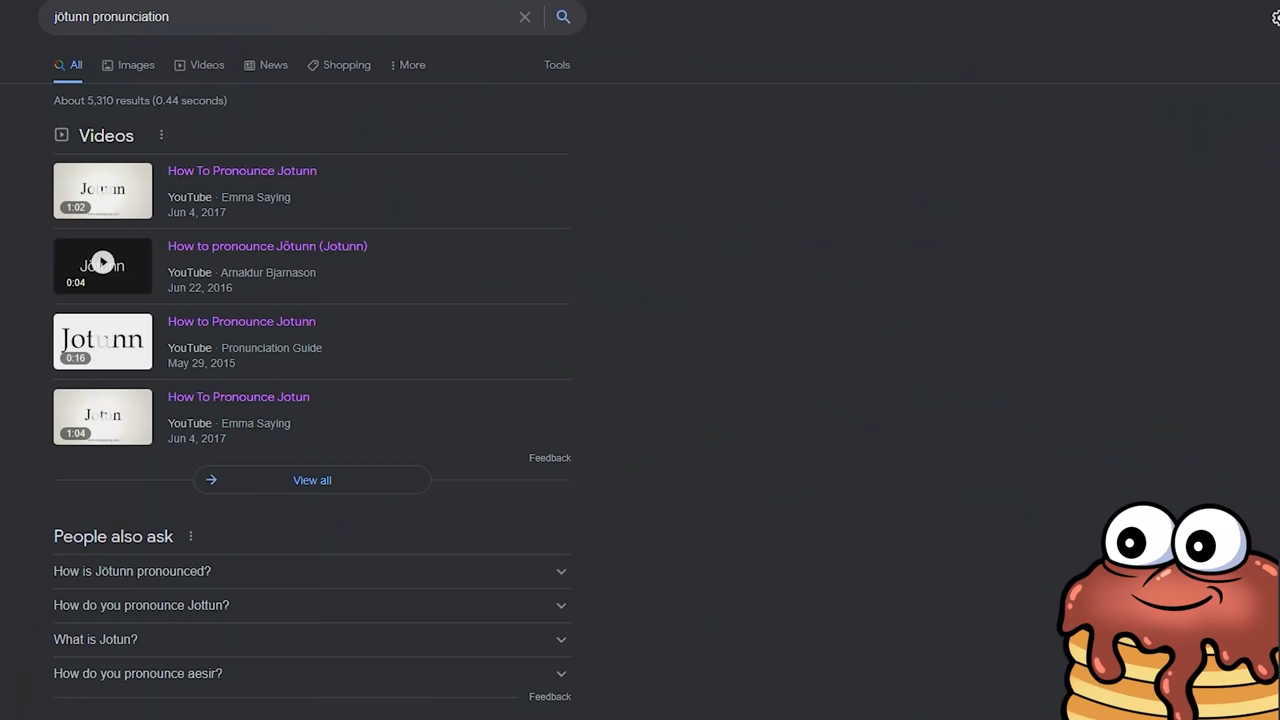 jötunn pronunciation
All Images Videos News Shopping More Tools
About 5,310 results (0.44 seconds)
Videos
How To Pronounce Jotunn
YouTube · Emma Saying
Jun 4, 2017
1:02
How to pronounce Jötunn (Jotunn)
YouTube · Arnaldur Bjarnason
Jun 22, 2016
0:04
Jotunn
How to Pronounce Jotunn
YouTube · Pronunciation Guide
May 29, 2015
0:16
How To Pronounce Jotun
YouTube · Emma Saying
Jun 4, 2017
1:04
Feedback
View all
People also ask
How is Jötunn pronounced?
How do you pronounce Jottun?
What is Jotun?
How do you pronounce aesir?
Feedback